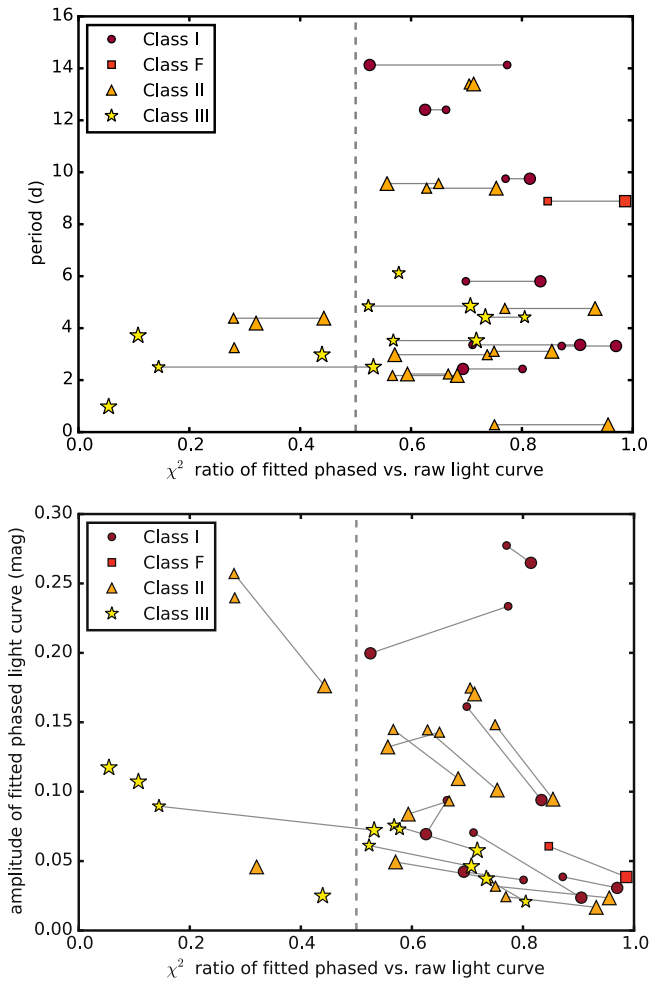 16
14
12
10
8
6
4
2
0
period (d)
Class I
Class F
Class II
Class III
0.0 0.2 0.4 0.6 0.8 1.0
χ² ratio of fitted phased vs. raw light curve
0.30
0.25
0.20
0.15
0.10
0.05
0.00
amplitude of fitted phased light curve (mag)
Class I
Class F
Class II
Class III
0.0 0.2 0.4 0.6 0.8 1.0
χ² ratio of fitted phased vs. raw light curve